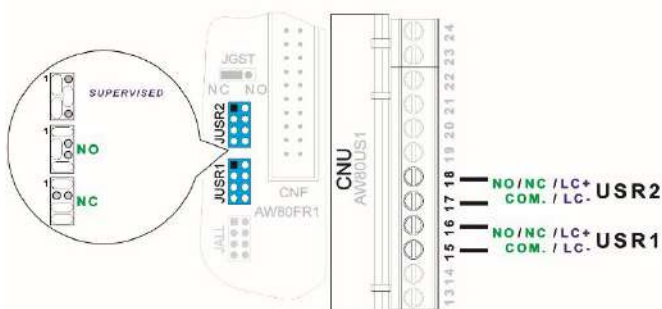 JGST
NC NO
1
SUPERVISED
1
NO
1
NC
JUSR2
JUSR1
JALL
CNF
AW80FR1
CNU
AW80US1
24
23
22
21
20
19
18
17
16
15
14
13
NO/NC/LC+
COM. / LC-
USR2
NO/NC/LC+
COM. / LC-
USR1